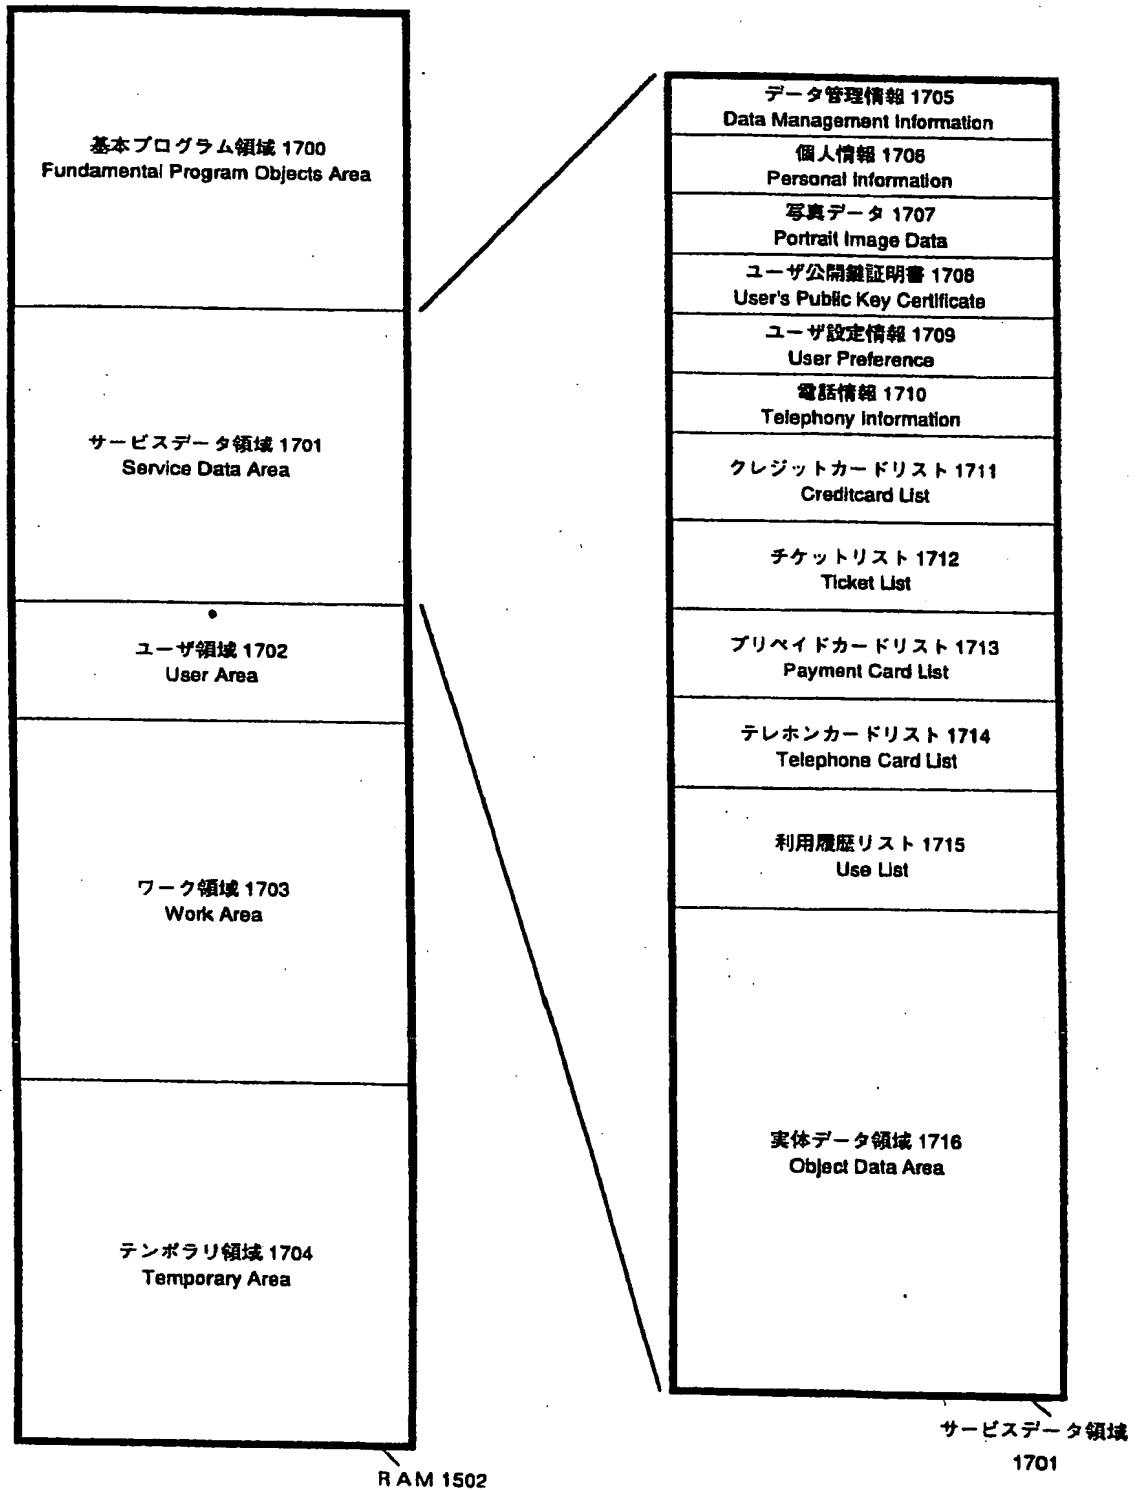 基本プログラム領域 1700
Fundamental Program Objects Area
サービスデータ領域 1701
Service Data Area
ユーザ領域 1702
User Area
ワーク領域 1703
Work Area
テンポラリ領域 1704
Temporary Area
RAM 1502
データ管理情報 1705
Data Management Information
個人情報 1706
Personal Information
写真データ 1707
Portrait Image Data
ユーザ公開鍵証明書 1708
User's Public Key Certificate
ユーザ設定情報 1709
User Preference
電話情報 1710
Telephony Information
クレジットカードリスト 1711
Creditcard List
チケットリスト 1712
Ticket List
プリペイドカードリスト 1713
Payment Card List
テレホンカードリスト 1714
Telephone Card List
利用履歴リスト 1715
Use List
実体データ領域 1716
Object Data Area
サービスデータ領域
1701